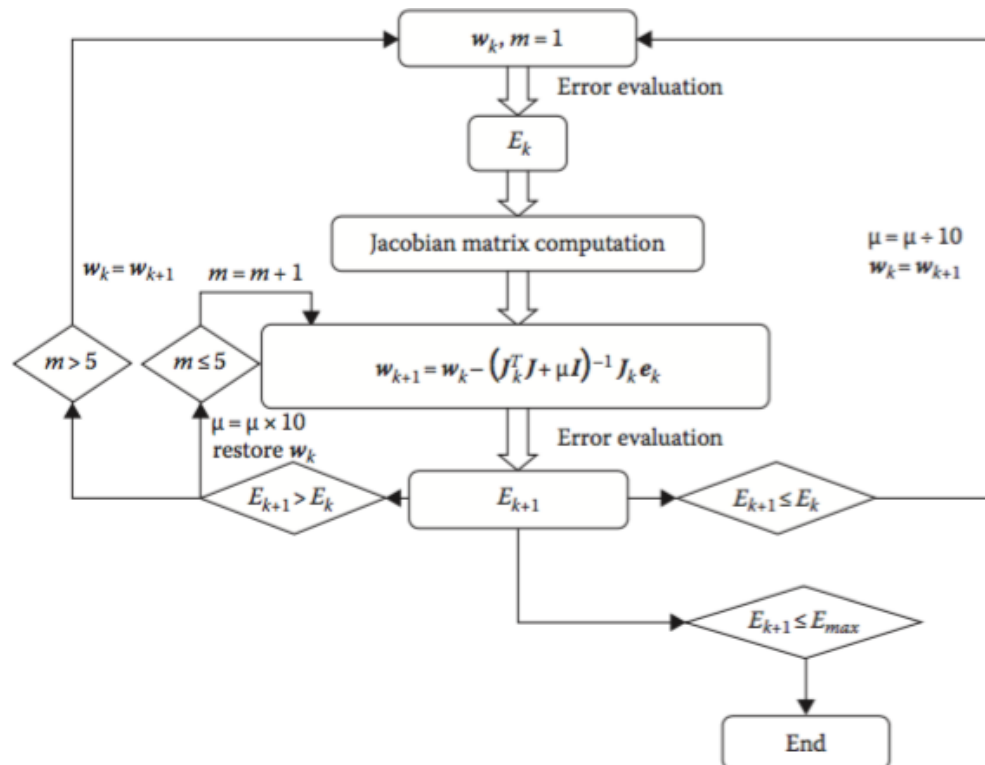 w_k, m = 1
Error evaluation
E_k
Jacobian matrix computation
μ = μ ÷ 10
w_k = w_{k+1}
w_k = w_{k+1}
m = m + 1
m > 5
m ≤ 5
w_{k+1} = w_k − (J_k^T J + μI)^{−1} J_k e_k
μ = μ × 10
restore w_k
Error evaluation
E_{k+1} > E_k
E_{k+1}
E_{k+1} ≤ E_k
E_{k+1} ≤ E_{max}
End